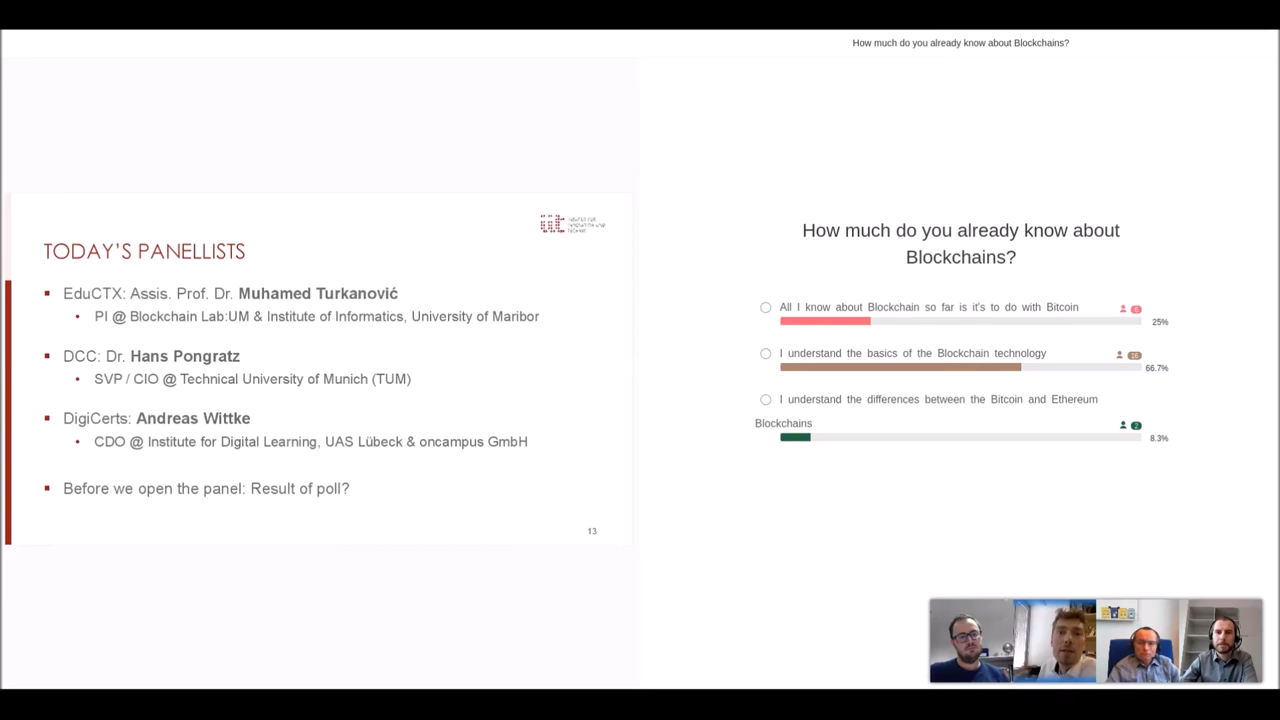 How much do you already know about Blockchains?
TODAY'S PANELLISTS
EduCTX: Assis. Prof. Dr. Muhamed Turkanović
PI @ Blockchain Lab:UM & Institute of Informatics, University of Maribor
DCC: Dr. Hans Pongratz
SVP / CIO @ Technical University of Munich (TUM)
DigiCerts: Andreas Wittke
CDO @ Institute for Digital Learning, UAS Lübeck & oncampus GmbH
Before we open the panel: Result of poll?
13
How much do you already know about
Blockchains?
All I know about Blockchain so far is it's to do with Bitcoin
6
25%
I understand the basics of the Blockchain technology
16
66.7%
I understand the differences between the Bitcoin and Ethereum
Blockchains
2
8.3%